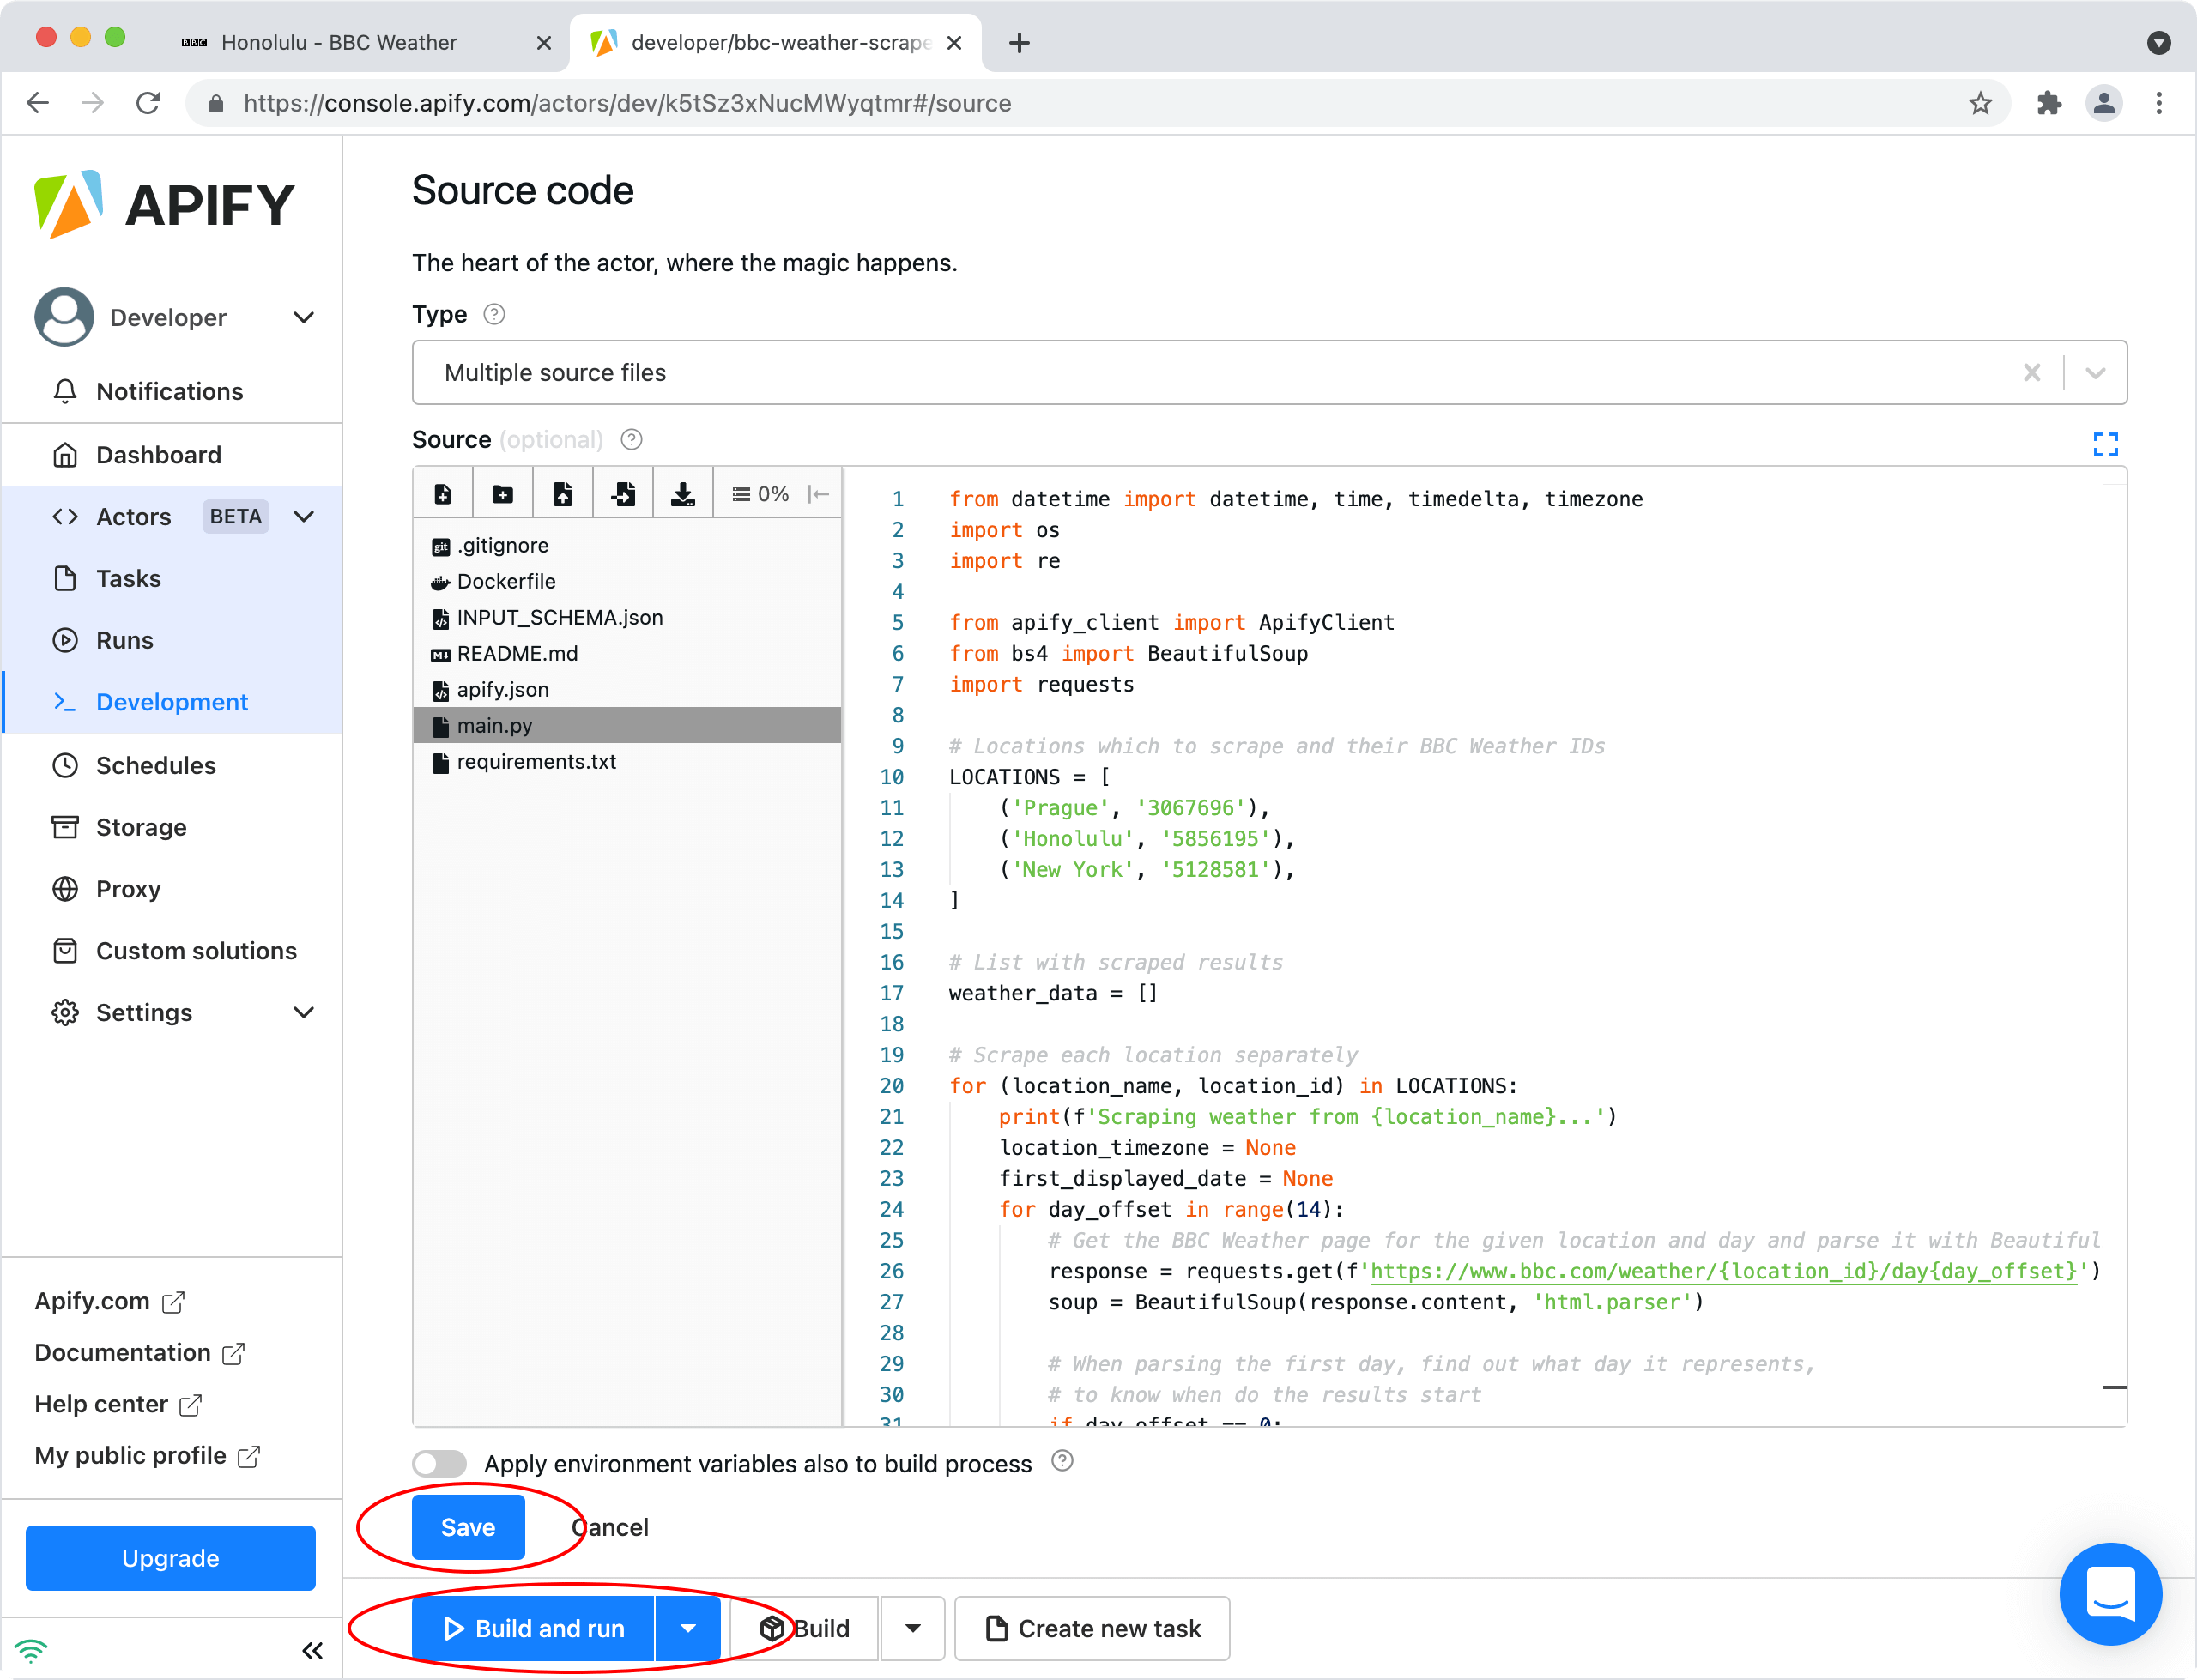 BBC Honolulu - BBC Weather
developer/bbc-weather-scrape
https://console.apify.com/actors/dev/k5tSz3xNucMWyqtmr#/source
APIFY
Developer
Notifications
Dashboard
Actors BETA
Tasks
Runs
Development
Schedules
Storage
Proxy
Custom solutions
Settings
Apify.com
Documentation
Help center
My public profile
Upgrade
Source code
The heart of the actor, where the magic happens.
Type ?
Multiple source files
Source (optional) ?
0%
git .gitignore
Dockerfile
INPUT_SCHEMA.json
README.md
apify.json
main.py
requirements.txt
1 from datetime import datetime, time, timedelta, timezone
2 import os
3 import re
4
5 from apify_client import ApifyClient
6 from bs4 import BeautifulSoup
7 import requests
8
9 # Locations which to scrape and their BBC Weather IDs
10 LOCATIONS = [
11 ('Prague', '3067696'),
12 ('Honolulu', '5856195'),
13 ('New York', '5128581'),
14 ]
15
16 # List with scraped results
17 weather_data = []
18
19 # Scrape each location separately
20 for (location_name, location_id) in LOCATIONS:
21 print(f'Scraping weather from {location_name}...')
22 location_timezone = None
23 first_displayed_date = None
24 for day_offset in range(14):
25 # Get the BBC Weather page for the given location and day and parse it with Beautiful
26 response = requests.get(f'https://www.bbc.com/weather/{location_id}/day{day_offset}')
27 soup = BeautifulSoup(response.content, 'html.parser')
28
29 # When parsing the first day, find out what day it represents,
30 # to know when do the results start
31 if day_offset == 0:
Apply environment variables also to build process ?
Save Cancel
Build and run Build Create new task